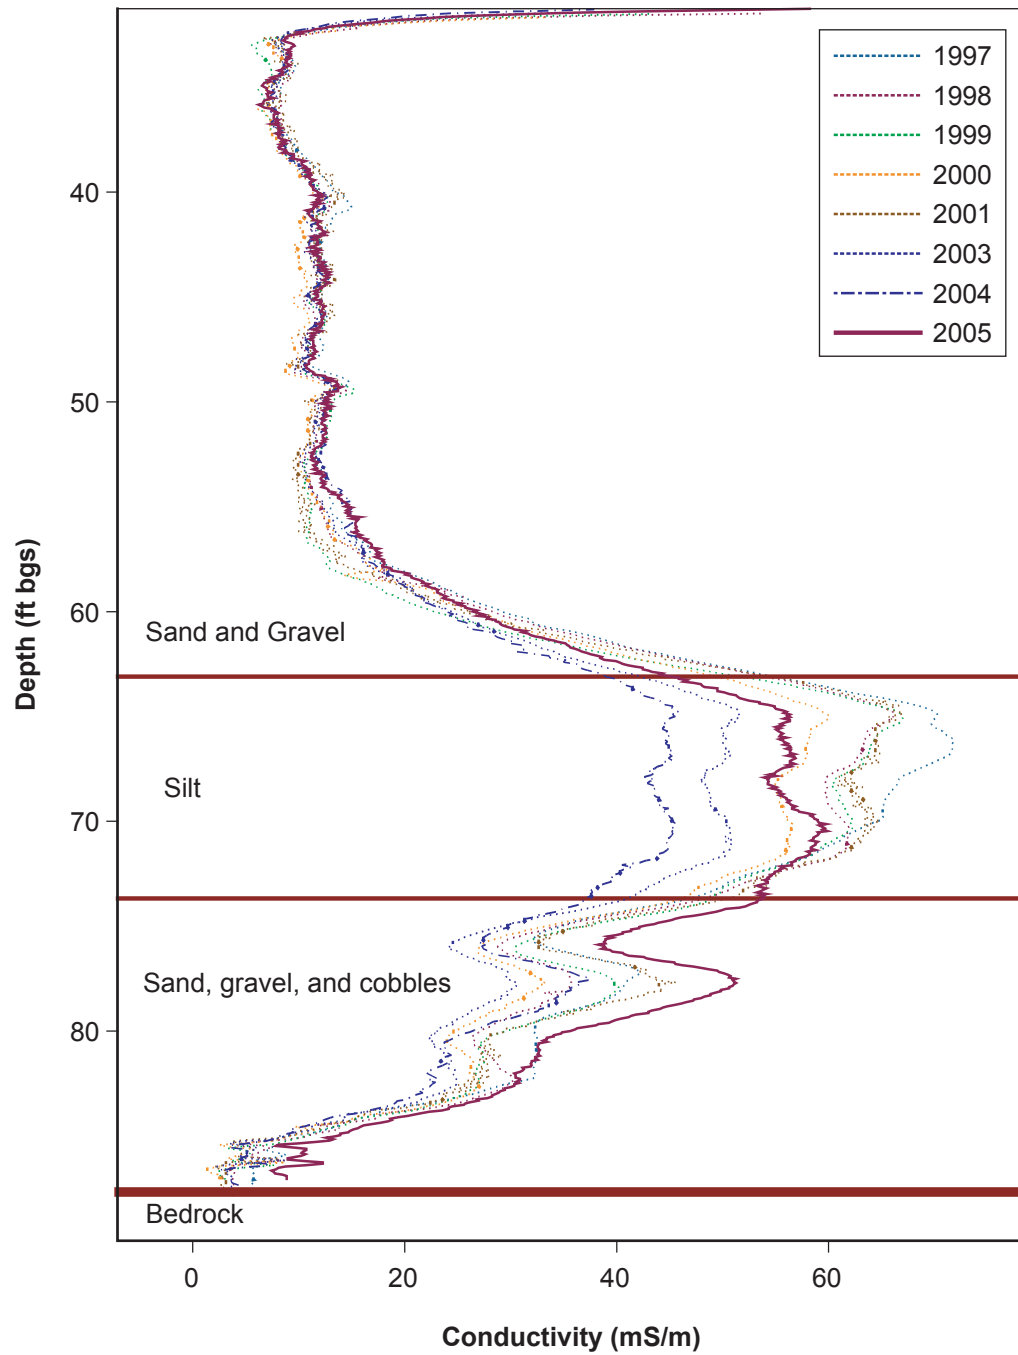 1997
1998
1999
2000
2001
2003
2004
2005
40
50
60
70
80
Depth (ft bgs)
Sand and Gravel
Silt
Sand, gravel, and cobbles
Bedrock
0 20 40 60
Conductivity (mS/m)